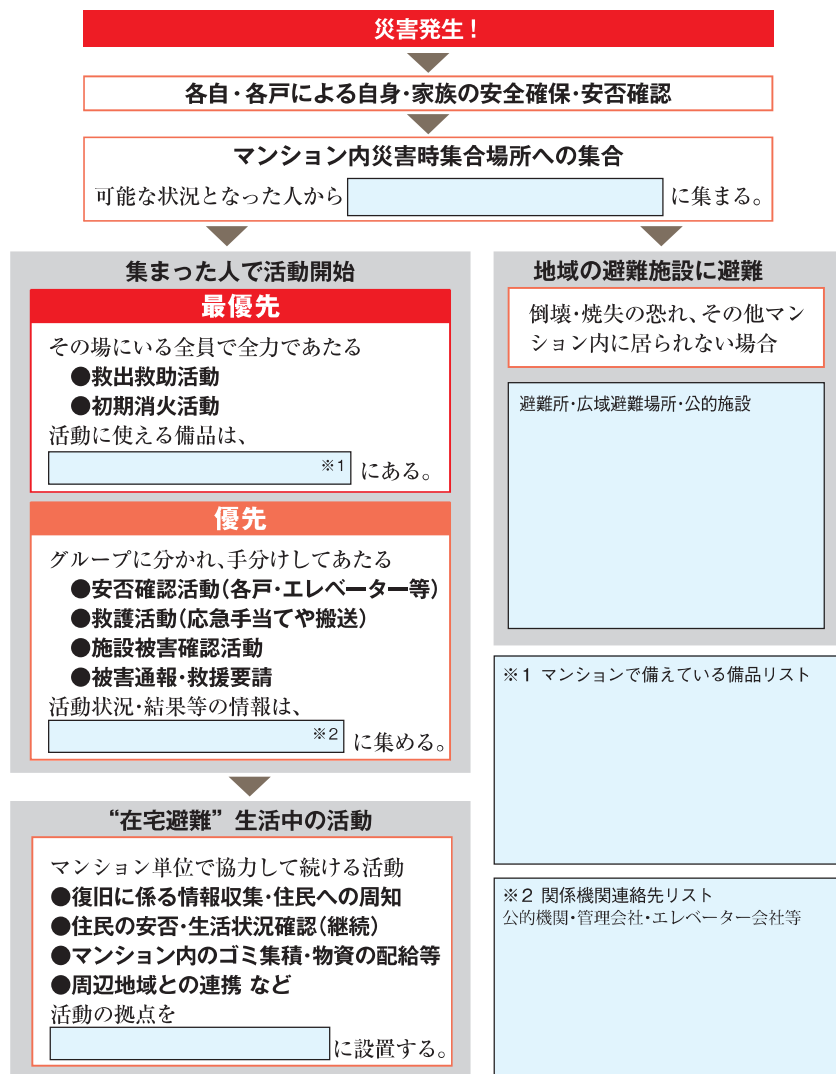 災害発生！
各自・各戸による自身・家族の安全確保・安否確認
マンション内災害時集合場所への集合
可能な状況となった人から に集まる。
集まった人で活動開始
最優先
その場にいる全員で全力であたる
●救出救助活動
●初期消火活動
活動に使える備品は、
※1 にある。
優先
グループに分かれ、手分けしてあたる
●安否確認活動（各戸・エレベーター等）
●救護活動（応急手当てや搬送）
●施設被害確認活動
●被害通報・救援要請
活動状況・結果等の情報は、
※2 に集める。
“在宅避難”生活中の活動
マンション単位で協力して続ける活動
●復旧に係る情報収集・住民への周知
●住民の安否・生活状況確認（継続）
●マンション内のゴミ集積・物資の配給等
●周辺地域との連携 など
活動の拠点を
に設置する。
地域の避難施設に避難
倒壊・焼失の恐れ、その他マン
ション内に居られない場合
避難所・広域避難場所・公的施設
※1 マンションで備えている備品リスト
※2 関係機関連絡先リスト
公的機関・管理会社・エレベーター会社等